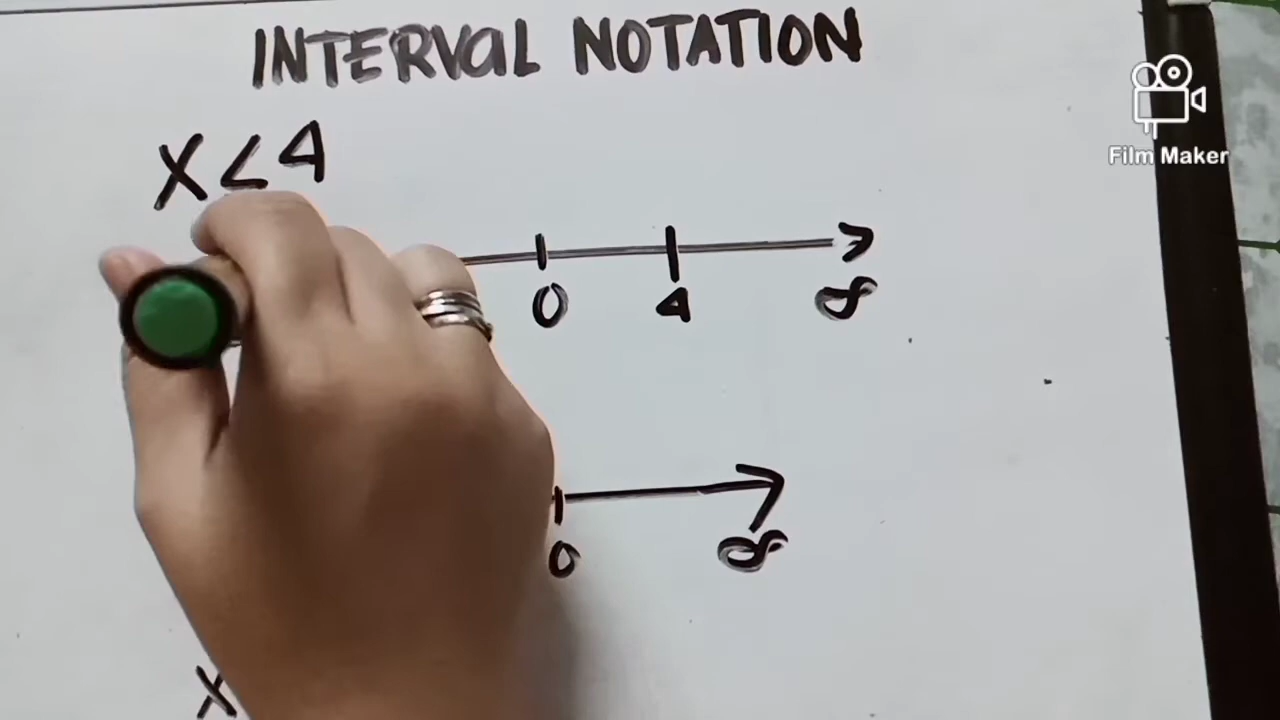 INTERVAL NOTATION
X < 4
Film Maker
0 4 ∞
0 ∞
X